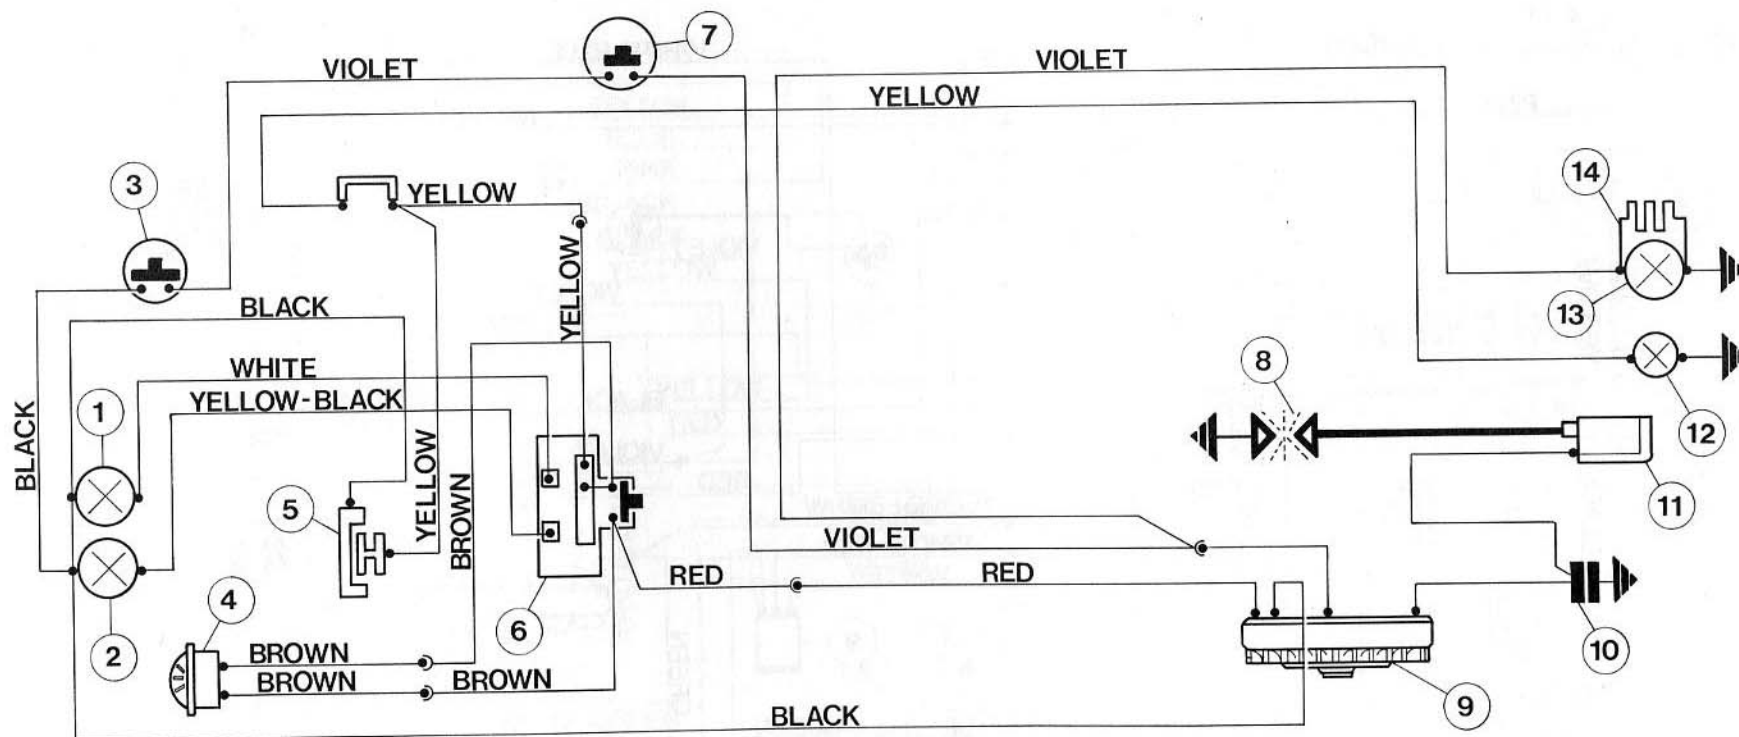 7
VIOLET
VIOLET
YELLOW
3
YELLOW
14
YELLOW
BLACK
13
WHITE
8
YELLOW-BLACK
1
12
BLACK
YELLOW
BROWN
5
11
VIOLET
RED
RED
4
6
2
10
BROWN
BROWN
BROWN
9
BLACK